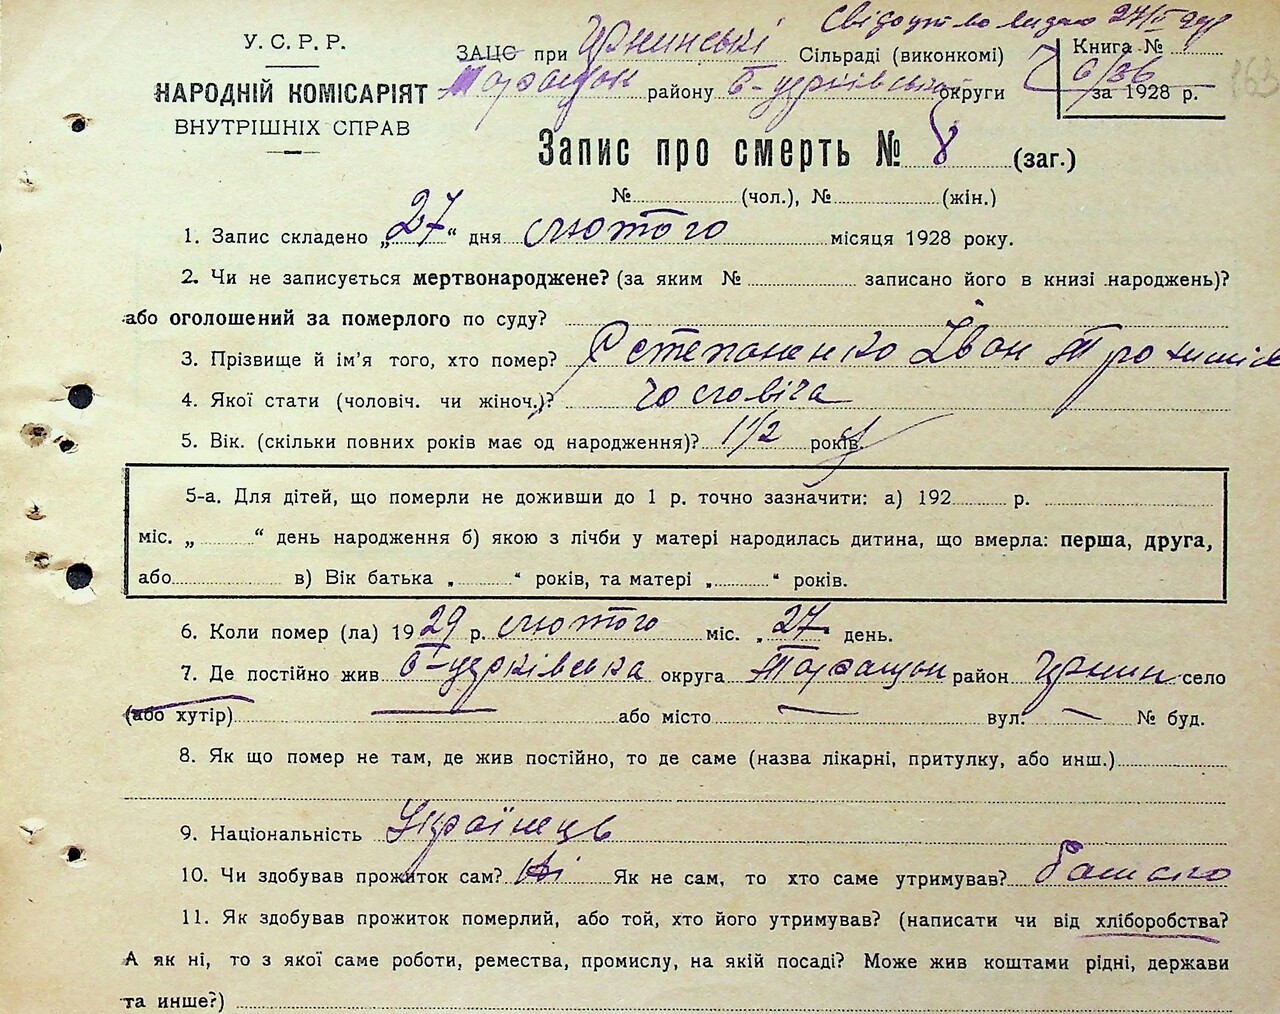 У. С. Р. Р.
НАРОДНІЙ КОМІСАРІЯТ
ВНУТРІШНІХ СПРАВ
Свідоцтво видано 27/II
ЗАЦС при Сільраді (виконкомі)
Таращан району Б-церківської округи
Книга №
за 1928 р.
163
Запис про смерть № 8 (заг.)
№ (чол.), № (жін.)
1. Запис складено „27“ дня лютого місяця 1928 року.
2. Чи не записується мертвонароджене? (за яким № записано його в книзі народжень)?
або оголошений за померлого по суду?
3. Прізвище й ім'я того, хто помер? Степаненко Іван
4. Якої стати (чоловіч. чи жіноч.)? чоловіча
5. Вік. (скільки повних років має од народження)? 1 1/2 років.
5-а. Для дітей, що померли не доживши до 1 р. точно зазначити: а) 192 р.
міс. „ “ день народження б) якою з лічби у матері народилась дитина, що вмерла: перша, друга,
або в) Вік батька „ “ років, та матері „ “ років.
6. Коли помер (ла) 1929 р. лютого міс. „27“ день.
7. Де постійно жив Б-церківська округа Таращан район село
(або хутір) — або місто — вул. — № буд.
8. Як що помер не там, де жив постійно, то де саме (назва лікарні, притулку, або инш.)
9. Національність Українець
10. Чи здобував прожиток сам? Ні Як не сам, то хто саме утримував? батько
11. Як здобував прожиток померлий, або той, хто його утримував? (написати чи від хліборобства?
А як ні, то з якої саме роботи, ремества, промислу, на якій посаді? Може жив коштами рідні, держави
та инше?)